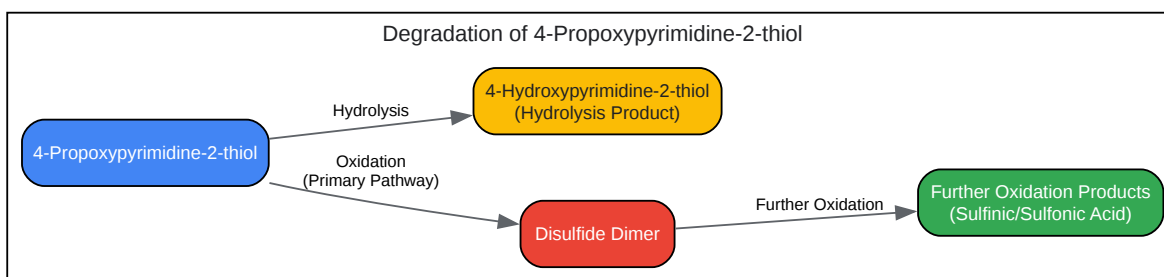 Degradation of 4-Propoxypyrimidine-2-thiol
4-Hydroxypyrimidine-2-thiol
(Hydrolysis Product)
Hydrolysis
4-Propoxypyrimidine-2-thiol
Oxidation
(Primary Pathway)
Disulfide Dimer
Further Oxidation
Further Oxidation Products
(Sulfinic/Sulfonic Acid)